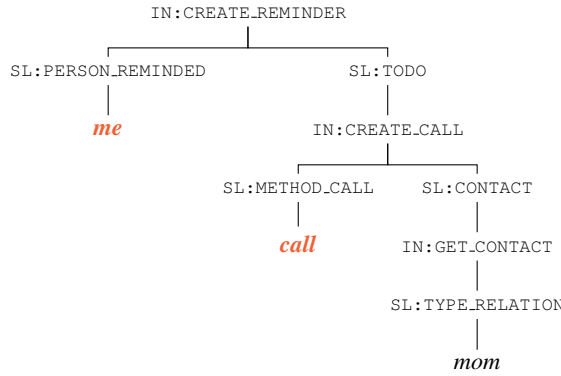 IN:CREATE_REMINDER
SL:PERSON_REMINDED SL:TODO
me
IN:CREATE_CALL
SL:METHOD_CALL SL:CONTACT
call
IN:GET_CONTACT
SL:TYPE_RELATION
mom